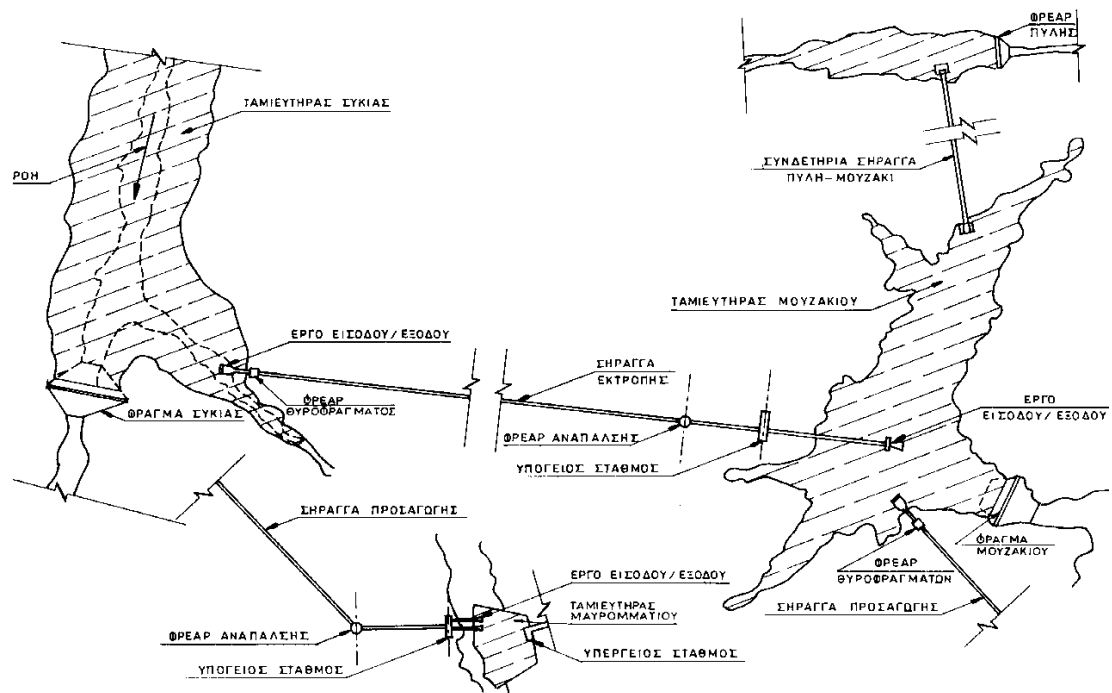 ΦΡΕΑΡ
ΠΥΛΗΣ
ΤΑΜΙΕΥΤΗΡΑΣ ΣΥΚΙΑΣ
ΡΟΗ
ΣΥΝΔΕΤΗΡΙΑ ΣΗΡΑΓΓΑ
ΠΥΛΗ-ΜΟΥΖΑΚΙ
ΤΑΜΙΕΥΤΗΡΑΣ ΜΟΥΖΑΚΙΟΥ
ΕΡΓΟ ΕΙΣΟΔΟΥ/ΕΞΟΔΟΥ
ΣΗΡΑΓΓΑ
ΕΚΤΡΟΠΗΣ
ΦΡΕΑΡ
ΘΥΡΟΦΡΑΓΜΑΤΟΣ
ΦΡΑΓΜΑ ΣΥΚΙΑΣ
ΕΡΓΟ
ΕΙΣΟΔΟΥ/ΕΞΟΔΟΥ
ΦΡΕΑΡ ΑΝΑΠΑΛΣΗΣ
ΥΠΟΓΕΙΟΣ ΣΤΑΘΜΟΣ
ΣΗΡΑΓΓΑ ΠΡΟΣΑΓΩΓΗΣ
ΦΡΑΓΜΑ
ΜΟΥΖΑΚΙΟΥ
ΦΡΕΑΡ
ΘΥΡΟΦΡΑΓΜΑΤΩΝ
ΣΗΡΑΓΓΑ ΠΡΟΣΑΓΩΓΗΣ
ΕΡΓΟ ΕΙΣΟΔΟΥ/ΕΞΟΔΟΥ
ΤΑΜΙΕΥΤΗΡΑΣ
ΜΑΥΡΟΜΜΑΤΙΟΥ
ΦΡΕΑΡ ΑΝΑΠΑΛΣΗΣ
ΥΠΕΡΓΕΙΟΣ ΣΤΑΘΜΟΣ
ΥΠΟΓΕΙΟΣ ΣΤΑΘΜΟΣ